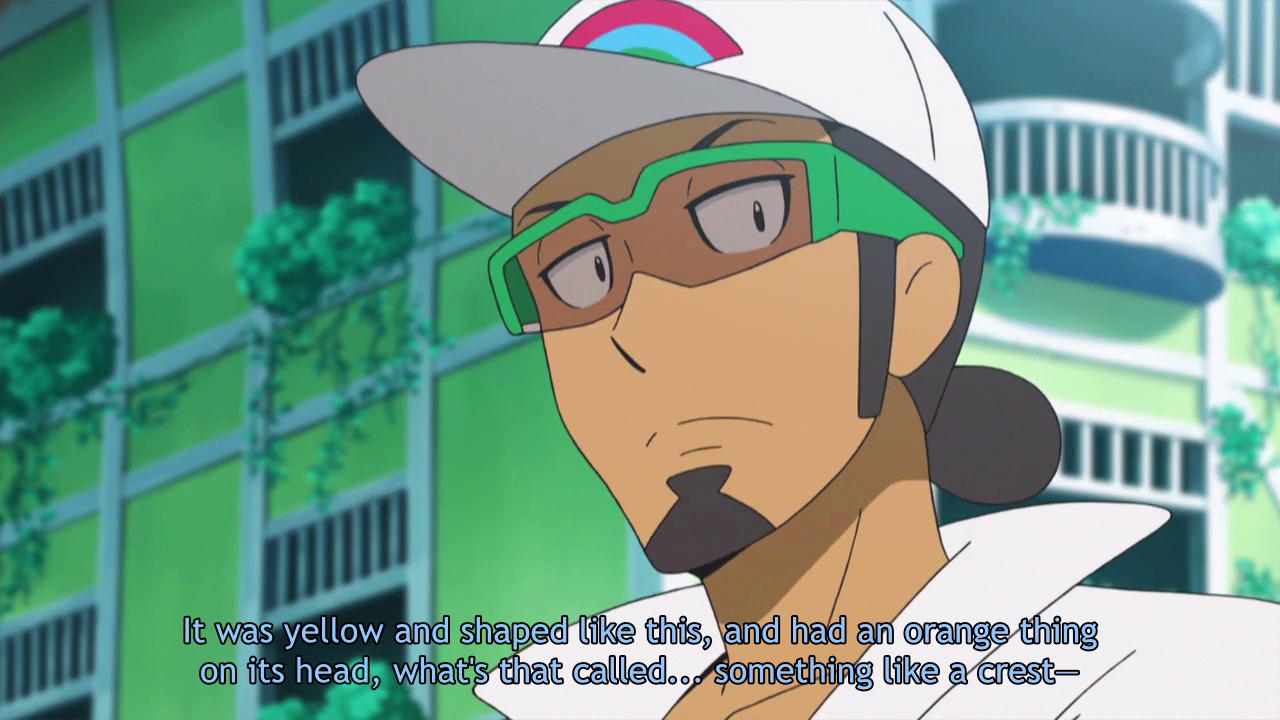 It was yellow and shaped like this, and had an orange thing
on its head, what's that called... something like a crest—